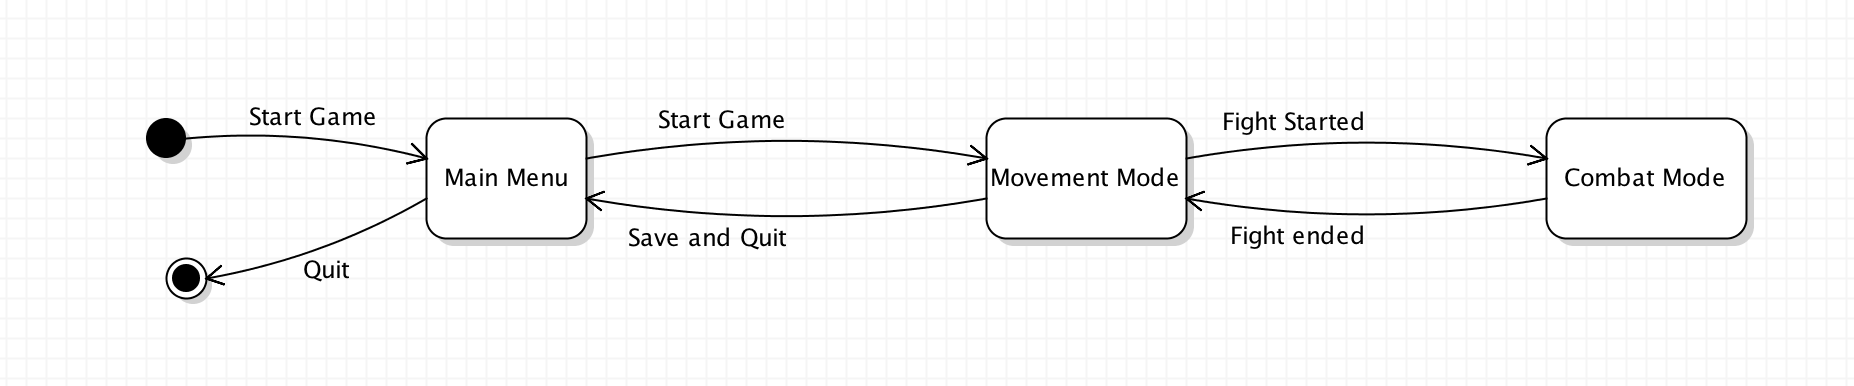 Start Game
Start Game
Fight Started
Main Menu
Movement Mode
Combat Mode
Save and Quit
Fight ended
Quit